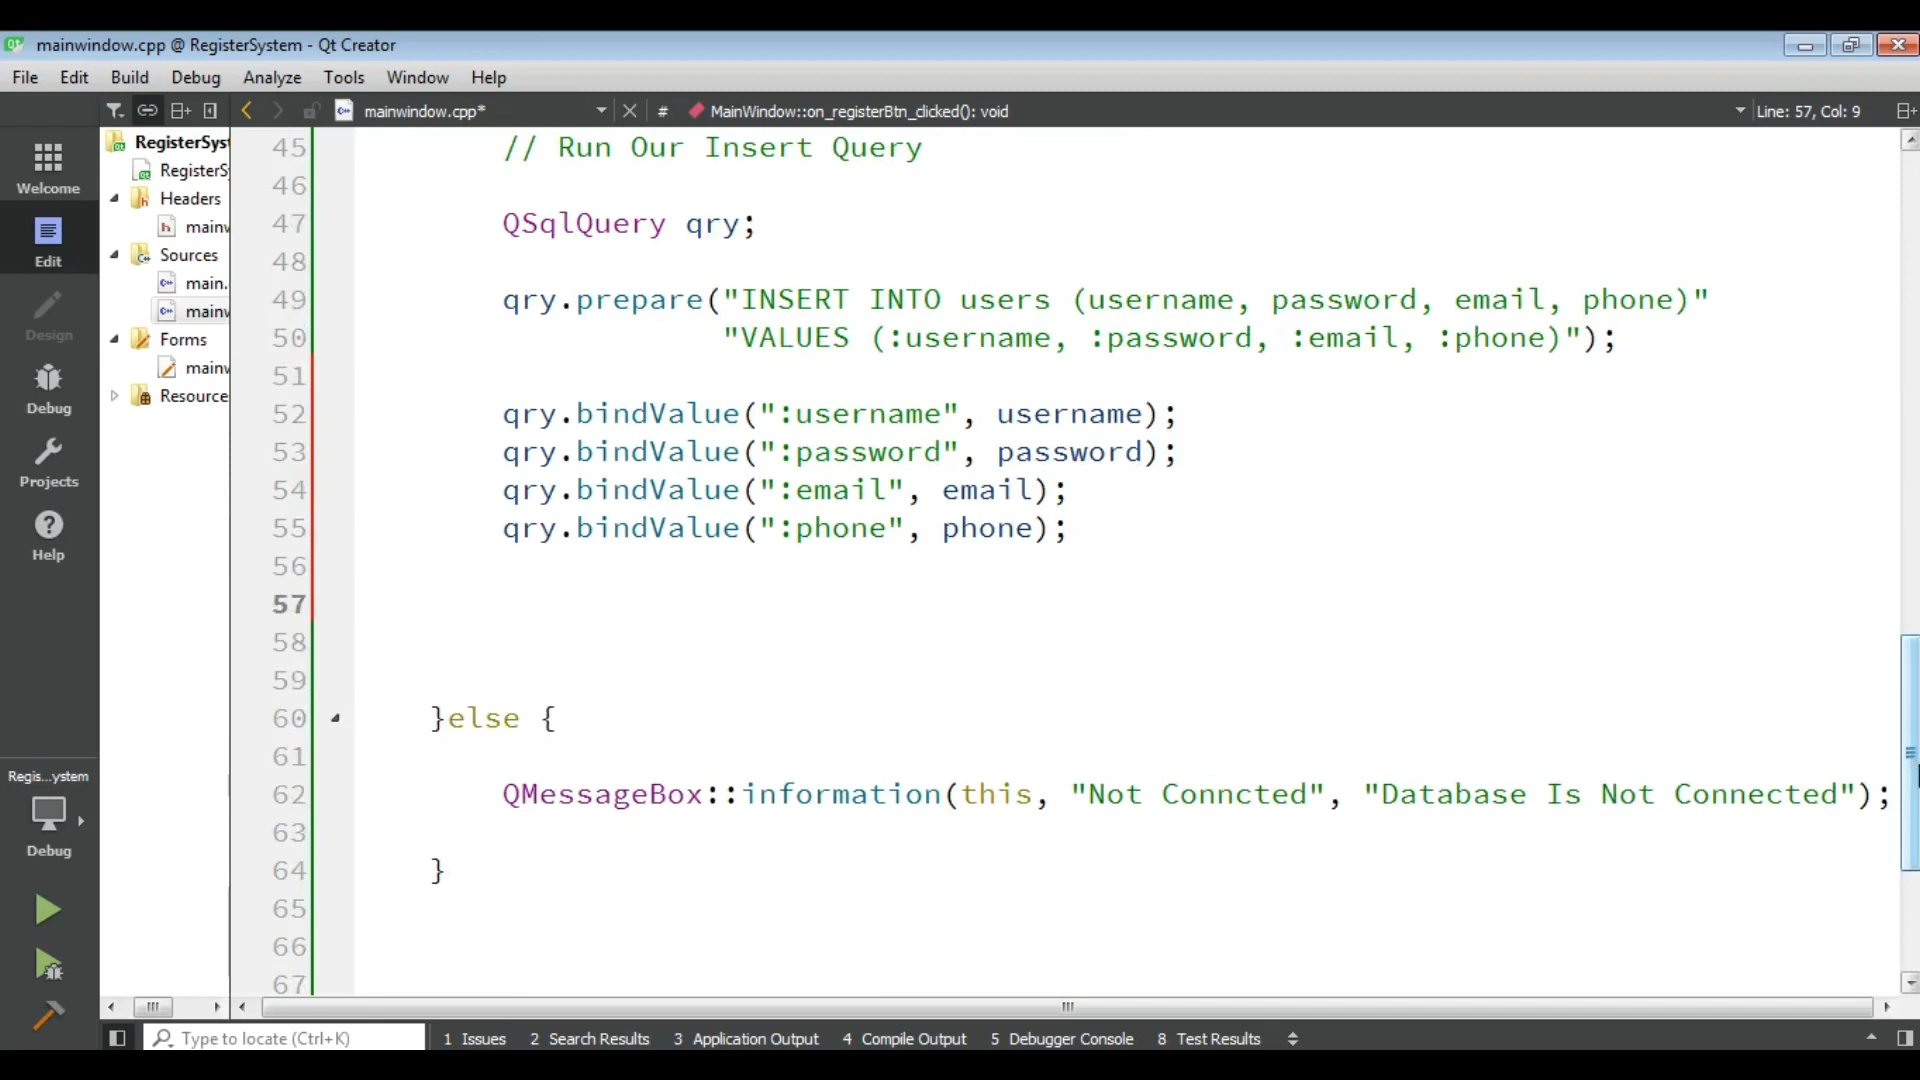 mainwindow.cpp @ RegisterSystem - Qt Creator
File Edit Build Debug Analyze Tools Window Help
mainwindow.cpp* # MainWindow::on_registerBtn_clicked(): void Line: 57, Col: 9
Welcome
Edit
Design
Debug
Projects
Help
Regis...ystem
Debug
RegisterSyst
RegisterS
Headers
mainv
Sources
main.
mainv
Forms
mainv
Resource
45 // Run Our Insert Query
46
47 QSqlQuery qry;
48
49 qry.prepare("INSERT INTO users (username, password, email, phone)"
50 "VALUES (:username, :password, :email, :phone)");
51
52 qry.bindValue(":username", username);
53 qry.bindValue(":password", password);
54 qry.bindValue(":email", email);
55 qry.bindValue(":phone", phone);
56
57
58
59
60 }else {
61
62 QMessageBox::information(this, "Not Conncted", "Database Is Not Connected");
63
64 }
65
66
67
Type to locate (Ctrl+K) 1 Issues 2 Search Results 3 Application Output 4 Compile Output 5 Debugger Console 8 Test Results